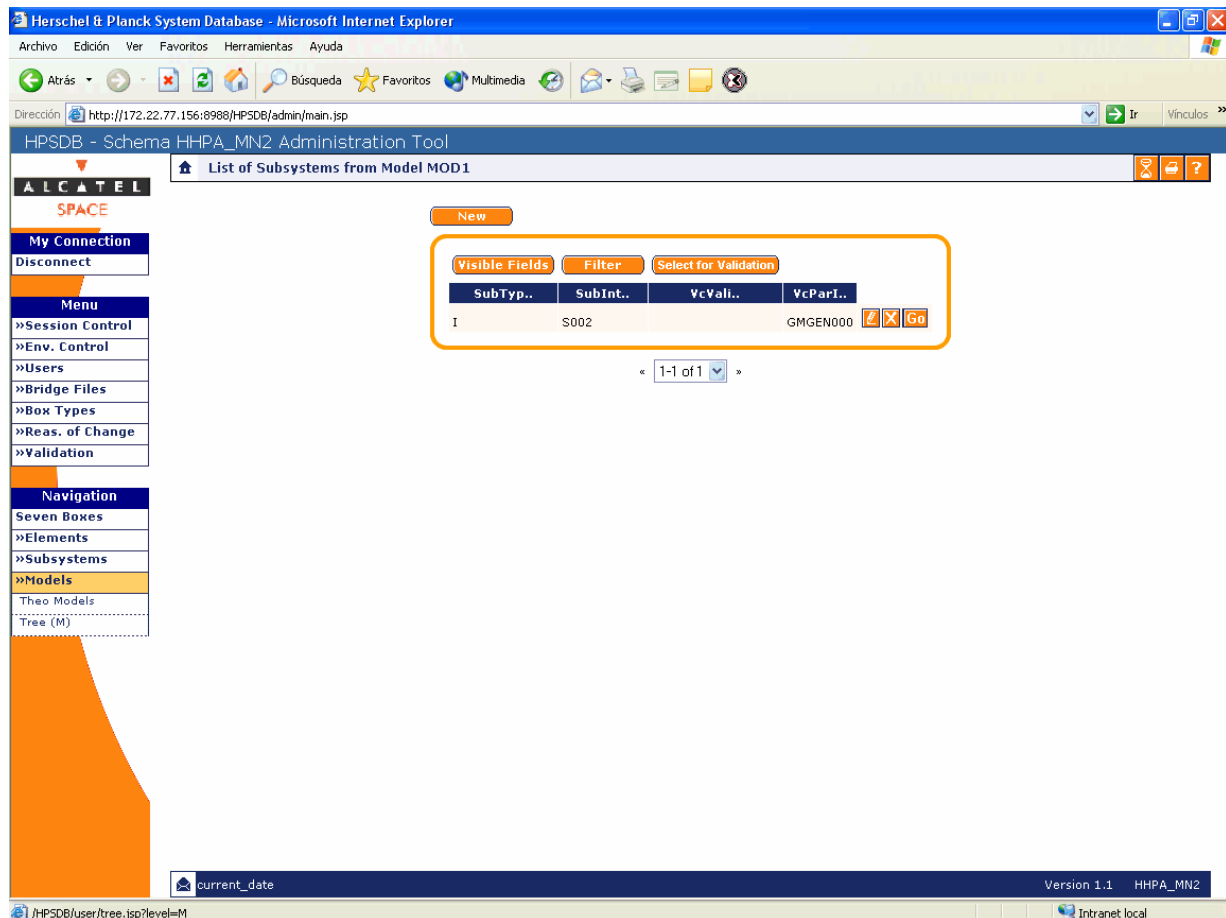 Herschel & Planck System Database - Microsoft Internet Explorer
Archivo Edición Ver Favoritos Herramientas Ayuda
Atrás Búsqueda Favoritos Multimedia
Dirección http://172.22.77.156:8988/HPSDB/admin/main.jsp Ir Vínculos »
HPSDB - Schema HHPA_MN2 Administration Tool
List of Subsystems from Model MOD1 ?
ALCATEL
SPACE
New
My Connection
Disconnect
Visible Fields Filter Select for Validation
SubTyp.. SubInt.. VcVali.. VcParI..
I S002 GMGEN000 X Go
« 1-1 of 1 »
Menu
»Session Control
»Env. Control
»Users
»Bridge Files
»Box Types
»Reas. of Change
»Validation
Navigation
Seven Boxes
»Elements
»Subsystems
»Models
Theo Models
Tree (M)
current_date Version 1.1 HHPA_MN2
/HPSDB/user/tree.jsp?level=M Intranet local